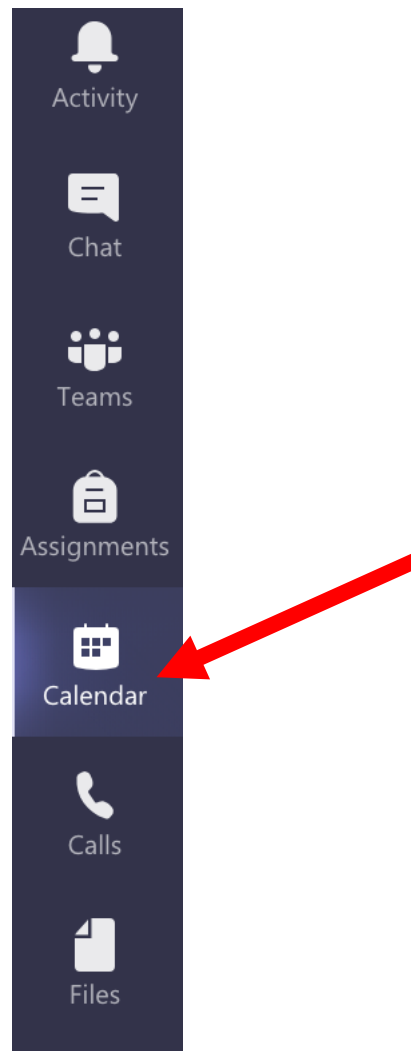 Activity
Chat
Teams
Assignments
Calendar
Calls
Files